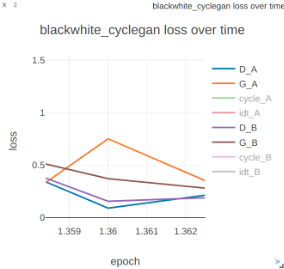 x ⇩ blackwhite_cyclegan loss over time
blackwhite_cyclegan loss over time
1.5
1
0.5
0
loss
D_A
G_A
cycle_A
idt_A
D_B
G_B
cycle_B
idt_B
1.359 1.36 1.361 1.362
epoch
»